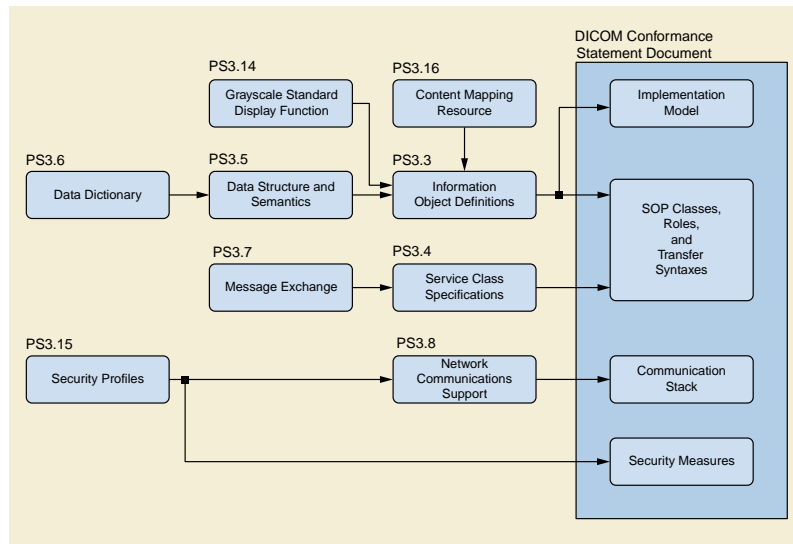 DICOM Conformance
Statement Document
PS3.14
Grayscale Standard
Display Function
PS3.16
Content Mapping
Resource
Implementation
Model
PS3.6
Data Dictionary
PS3.5
Data Structure and
Semantics
PS3.3
Information
Object Definitions
SOP Classes,
Roles,
and
Transfer
Syntaxes
PS3.7
Message Exchange
PS3.4
Service Class
Specifications
PS3.15
Security Profiles
PS3.8
Network
Communications
Support
Communication
Stack
Security Measures